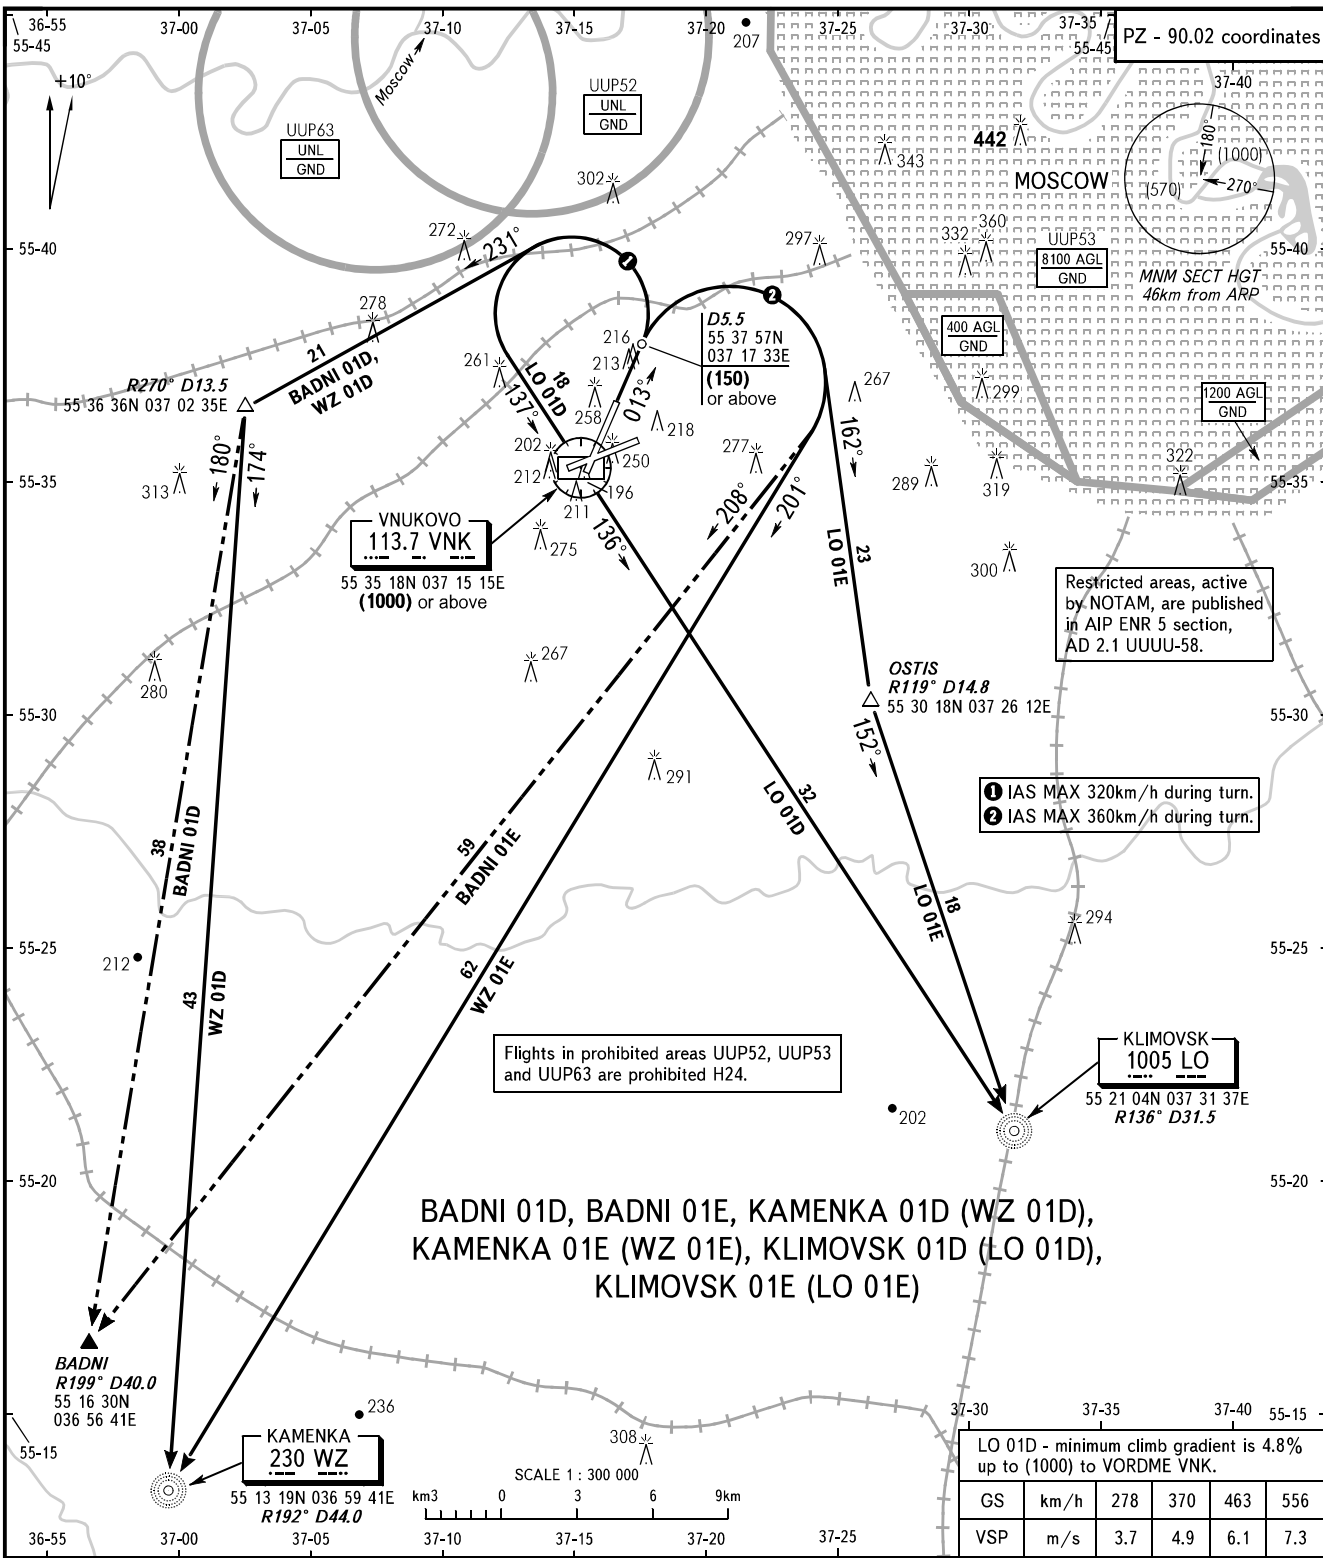 36-55
37-00
37-05
37-10
37-15
37-20
37-25
37-30
37-35
55-45
55-45
PZ - 90.02 coordinates
37-40
+10°
Moscow
207
UUP52
UNL
GND
UUP63
UNL
GND
302
442
343
MOSCOW
180°
(1000)
(570)
270°
MNM SECT HGT
46km from ARP
UUP53
8100 AGL
GND
360
332
297
272
231°
55-40
55-40
278
400 AGL
GND
299
1200 AGL
GND
D5.5
55 37 57N
037 17 33E
(150)
or above
216
213
261
258
013°
218
267
21
BADNI 01D,
WZ 01D
18
LO 01D
137°
R270° D13.5
55 36 36N 037 02 35E
180°
174°
202
212
250
196
211
277
162°
289
319
322
313
55-35
55-35
VNUKOVO
113.7 VNK
55 35 18N 037 15 15E
(1000) or above
275
136°
208°
201°
23
LO 01E
300
Restricted areas, active
by NOTAM, are published
in AIP ENR 5 section,
AD 2.1 UUUU-58.
280
267
OSTIS
R119° D14.8
55 30 18N 037 26 12E
55-30
55-30
152°
291
32
LO 01D
❶ IAS MAX 320km/h during turn.
❷ IAS MAX 360km/h during turn.
38
BADNI 01D
59
BADNI 01E
18
LO 01E
294
55-25
55-25
212
43
WZ 01D
62
WZ 01E
Flights in prohibited areas UUP52, UUP53
and UUP63 are prohibited H24.
KLIMOVSK
1005 LO
55 21 04N 037 31 37E
R136° D31.5
202
55-20
55-20
BADNI 01D, BADNI 01E, KAMENKA 01D (WZ 01D),
KAMENKA 01E (WZ 01E), KLIMOVSK 01D (LO 01D),
KLIMOVSK 01E (LO 01E)
BADNI
R199° D40.0
55 16 30N
036 56 41E
236
308
55-15
37-30
37-35
37-40
55-15
KAMENKA
230 WZ
55 13 19N 036 59 41E
R192° D44.0
SCALE 1 : 300 000
km3 0 3 6 9km
LO 01D - minimum climb gradient is 4.8%
up to (1000) to VORDME VNK.
GS km/h 278 370 463 556
VSP m/s 3.7 4.9 6.1 7.3
36-55
37-00
37-05
37-10
37-15
37-20
37-25